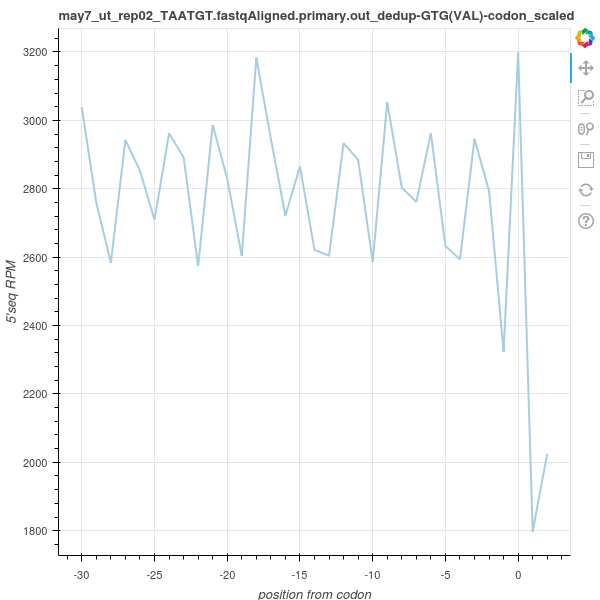 may7_ut_rep02_TAATGT.fastqAligned.primary.out_dedup-GTG(VAL)-codon_scaled
3200
3000
2800
2600
2400
2200
2000
1800
5'seq RPM
-30 -25 -20 -15 -10 -5 0
position from codon